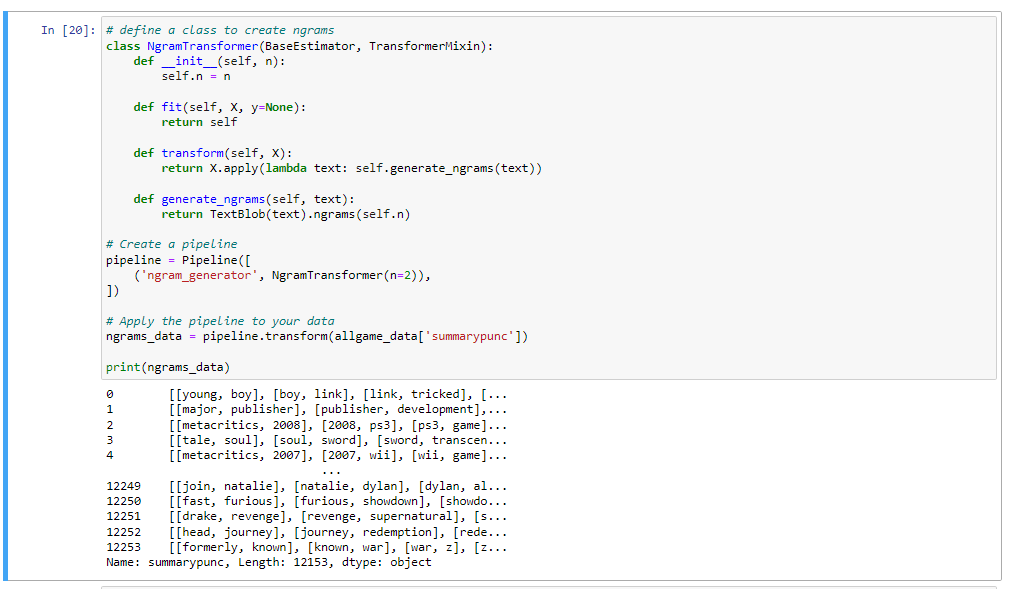 In [20]: # define a class to create ngrams
class NgramTransformer(BaseEstimator, TransformerMixin):
    def __init__(self, n):
        self.n = n

    def fit(self, X, y=None):
        return self

    def transform(self, X):
        return X.apply(lambda text: self.generate_ngrams(text))

    def generate_ngrams(self, text):
        return TextBlob(text).ngrams(self.n)

# Create a pipeline
pipeline = Pipeline([
    ('ngram_generator', NgramTransformer(n=2)),
])

# Apply the pipeline to your data
ngrams_data = pipeline.transform(allgame_data['summarypunc'])

print(ngrams_data)
0        [[young, boy], [boy, link], [link, tricked], [...
1        [[major, publisher], [publisher, development],...
2        [[metacritics, 2008], [2008, ps3], [ps3, game]...
3        [[tale, soul], [soul, sword], [sword, transcen...
4        [[metacritics, 2007], [2007, wii], [wii, game]...
                               ...
12249    [[join, natalie], [natalie, dylan], [dylan, al...
12250    [[fast, furious], [furious, showdown], [showdo...
12251    [[drake, revenge], [revenge, supernatural], [s...
12252    [[head, journey], [journey, redemption], [rede...
12253    [[formerly, known], [known, war], [war, z], [z...
Name: summarypunc, Length: 12153, dtype: object